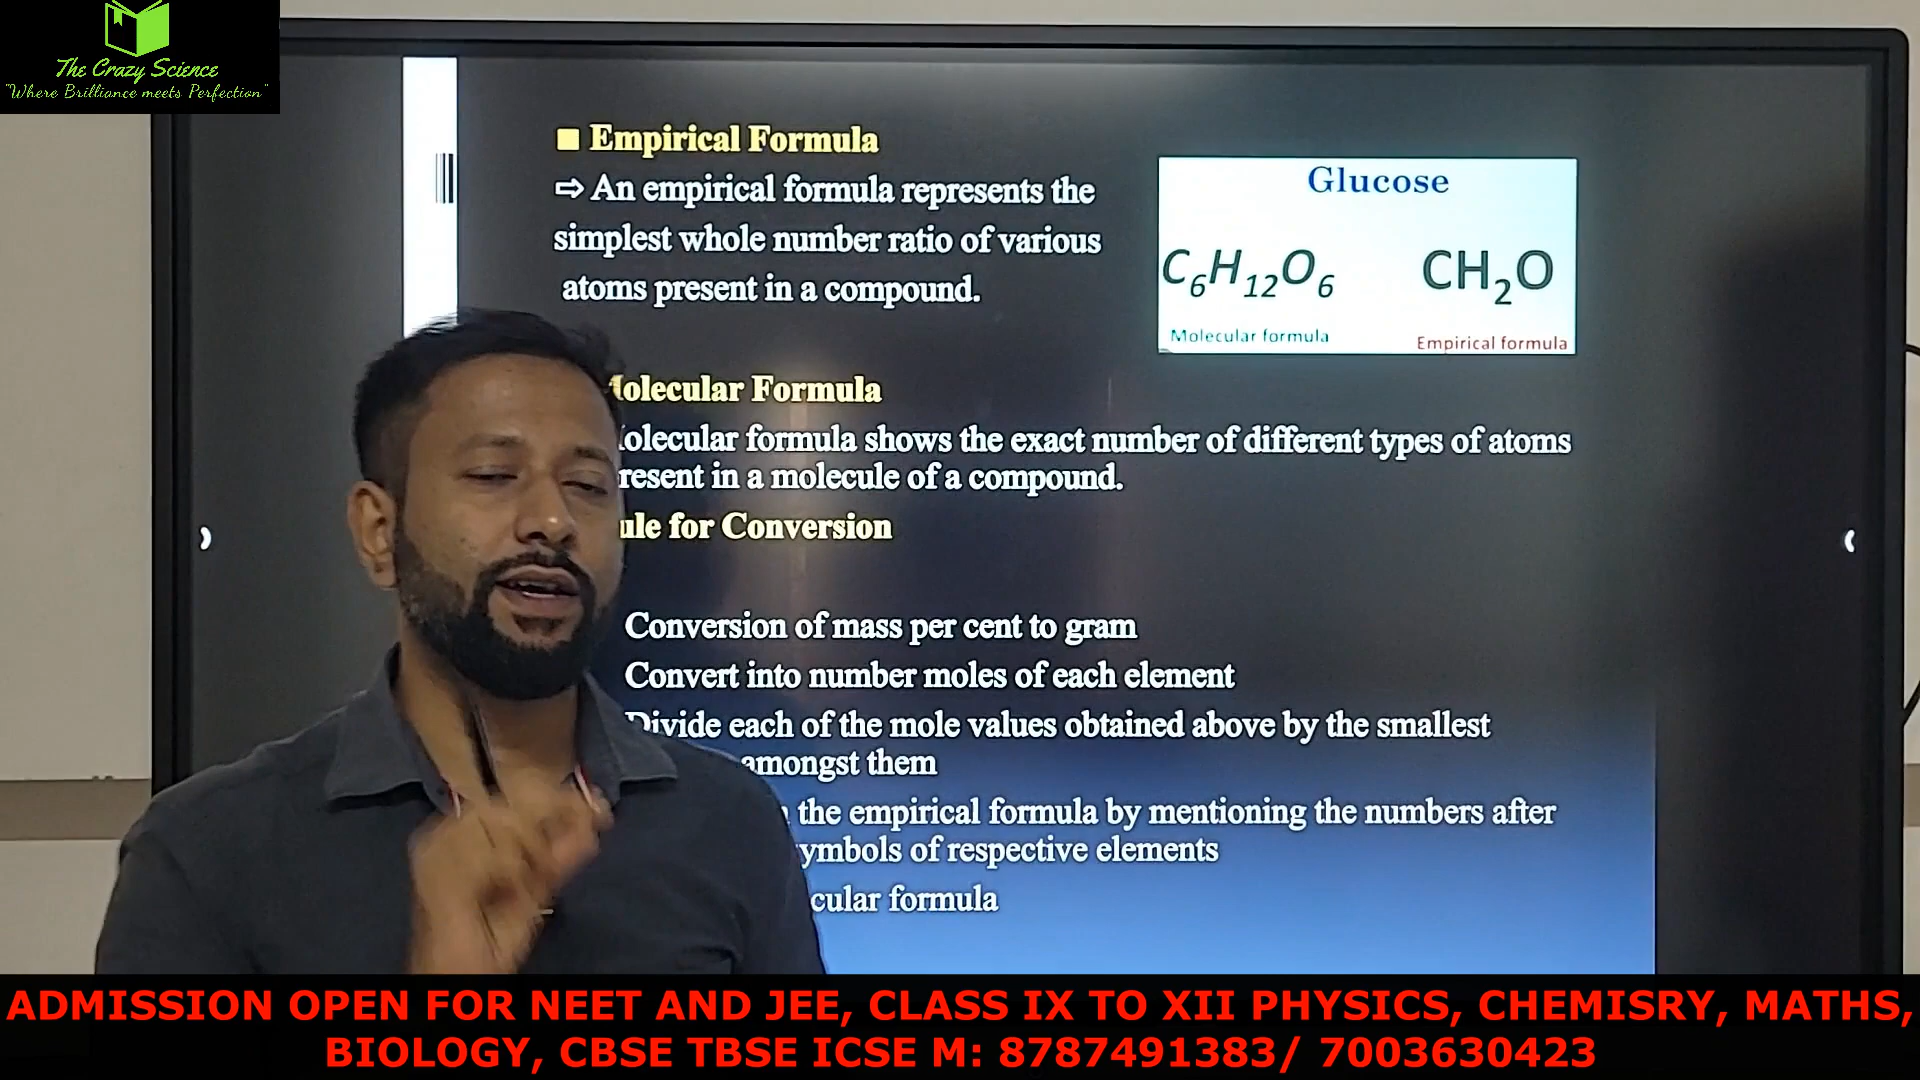 The Crazy Science
"Where Brilliance meets Perfection"
Empirical Formula
⇨ An empirical formula represents the
simplest whole number ratio of various
atoms present in a compound.
Glucose
C6H12O6
CH2O
Molecular formula
Empirical formula
olecular Formula
olecular formula shows the exact number of different types of atoms
resent in a molecule of a compound.
ule for Conversion
Conversion of mass per cent to gram
Convert into number moles of each element
Divide each of the mole values obtained above by the smallest
amongst them
the empirical formula by mentioning the numbers after
ymbols of respective elements
cular formula
ADMISSION OPEN FOR NEET AND JEE, CLASS IX TO XII PHYSICS, CHEMISRY, MATHS,
BIOLOGY, CBSE TBSE ICSE M: 8787491383/ 7003630423